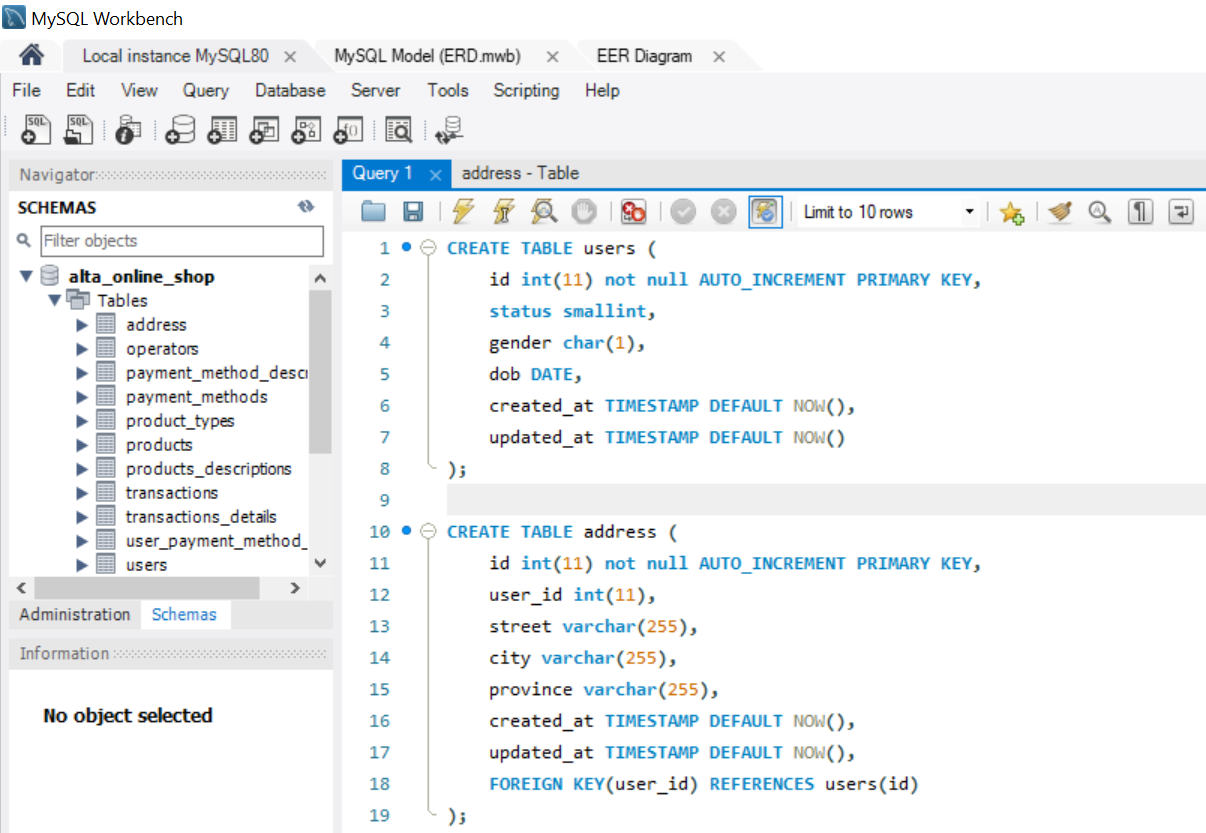 MySQL Workbench
Local instance MySQL80 MySQL Model (ERD.mwb) EER Diagram
File Edit View Query Database Server Tools Scripting Help
Navigator
SCHEMAS
Filter objects
alta_online_shop
Tables
address
operators
payment_method_descr
payment_methods
product_types
products
products_descriptions
transactions
transactions_details
user_payment_method_
users
Administration Schemas
Information
No object selected
Query 1 address - Table
Limit to 10 rows
1 CREATE TABLE users (
2 id int(11) not null AUTO_INCREMENT PRIMARY KEY,
3 status smallint,
4 gender char(1),
5 dob DATE,
6 created_at TIMESTAMP DEFAULT NOW(),
7 updated_at TIMESTAMP DEFAULT NOW()
8 );
9
10 CREATE TABLE address (
11 id int(11) not null AUTO_INCREMENT PRIMARY KEY,
12 user_id int(11),
13 street varchar(255),
14 city varchar(255),
15 province varchar(255),
16 created_at TIMESTAMP DEFAULT NOW(),
17 updated_at TIMESTAMP DEFAULT NOW(),
18 FOREIGN KEY(user_id) REFERENCES users(id)
19 );